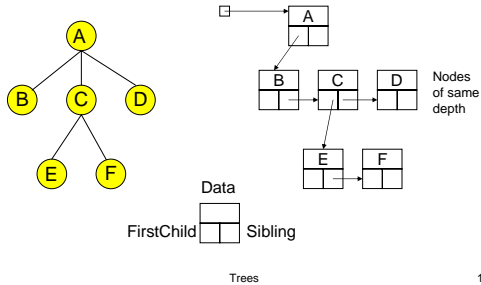 A
B
C
D
E
F
A
B
C
D
Nodes
of same
depth
E
F
Data
FirstChild
Sibling
Trees
1